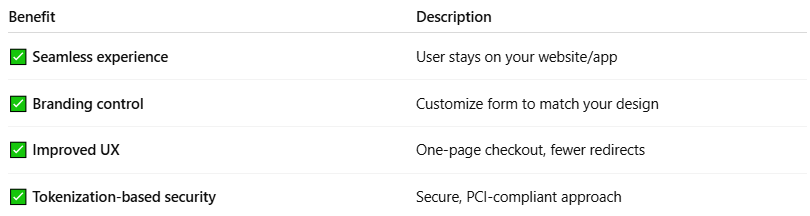 Benefit Description
✅ Seamless experience User stays on your website/app
✅ Branding control Customize form to match your design
✅ Improved UX One-page checkout, fewer redirects
✅ Tokenization-based security Secure, PCI-compliant approach